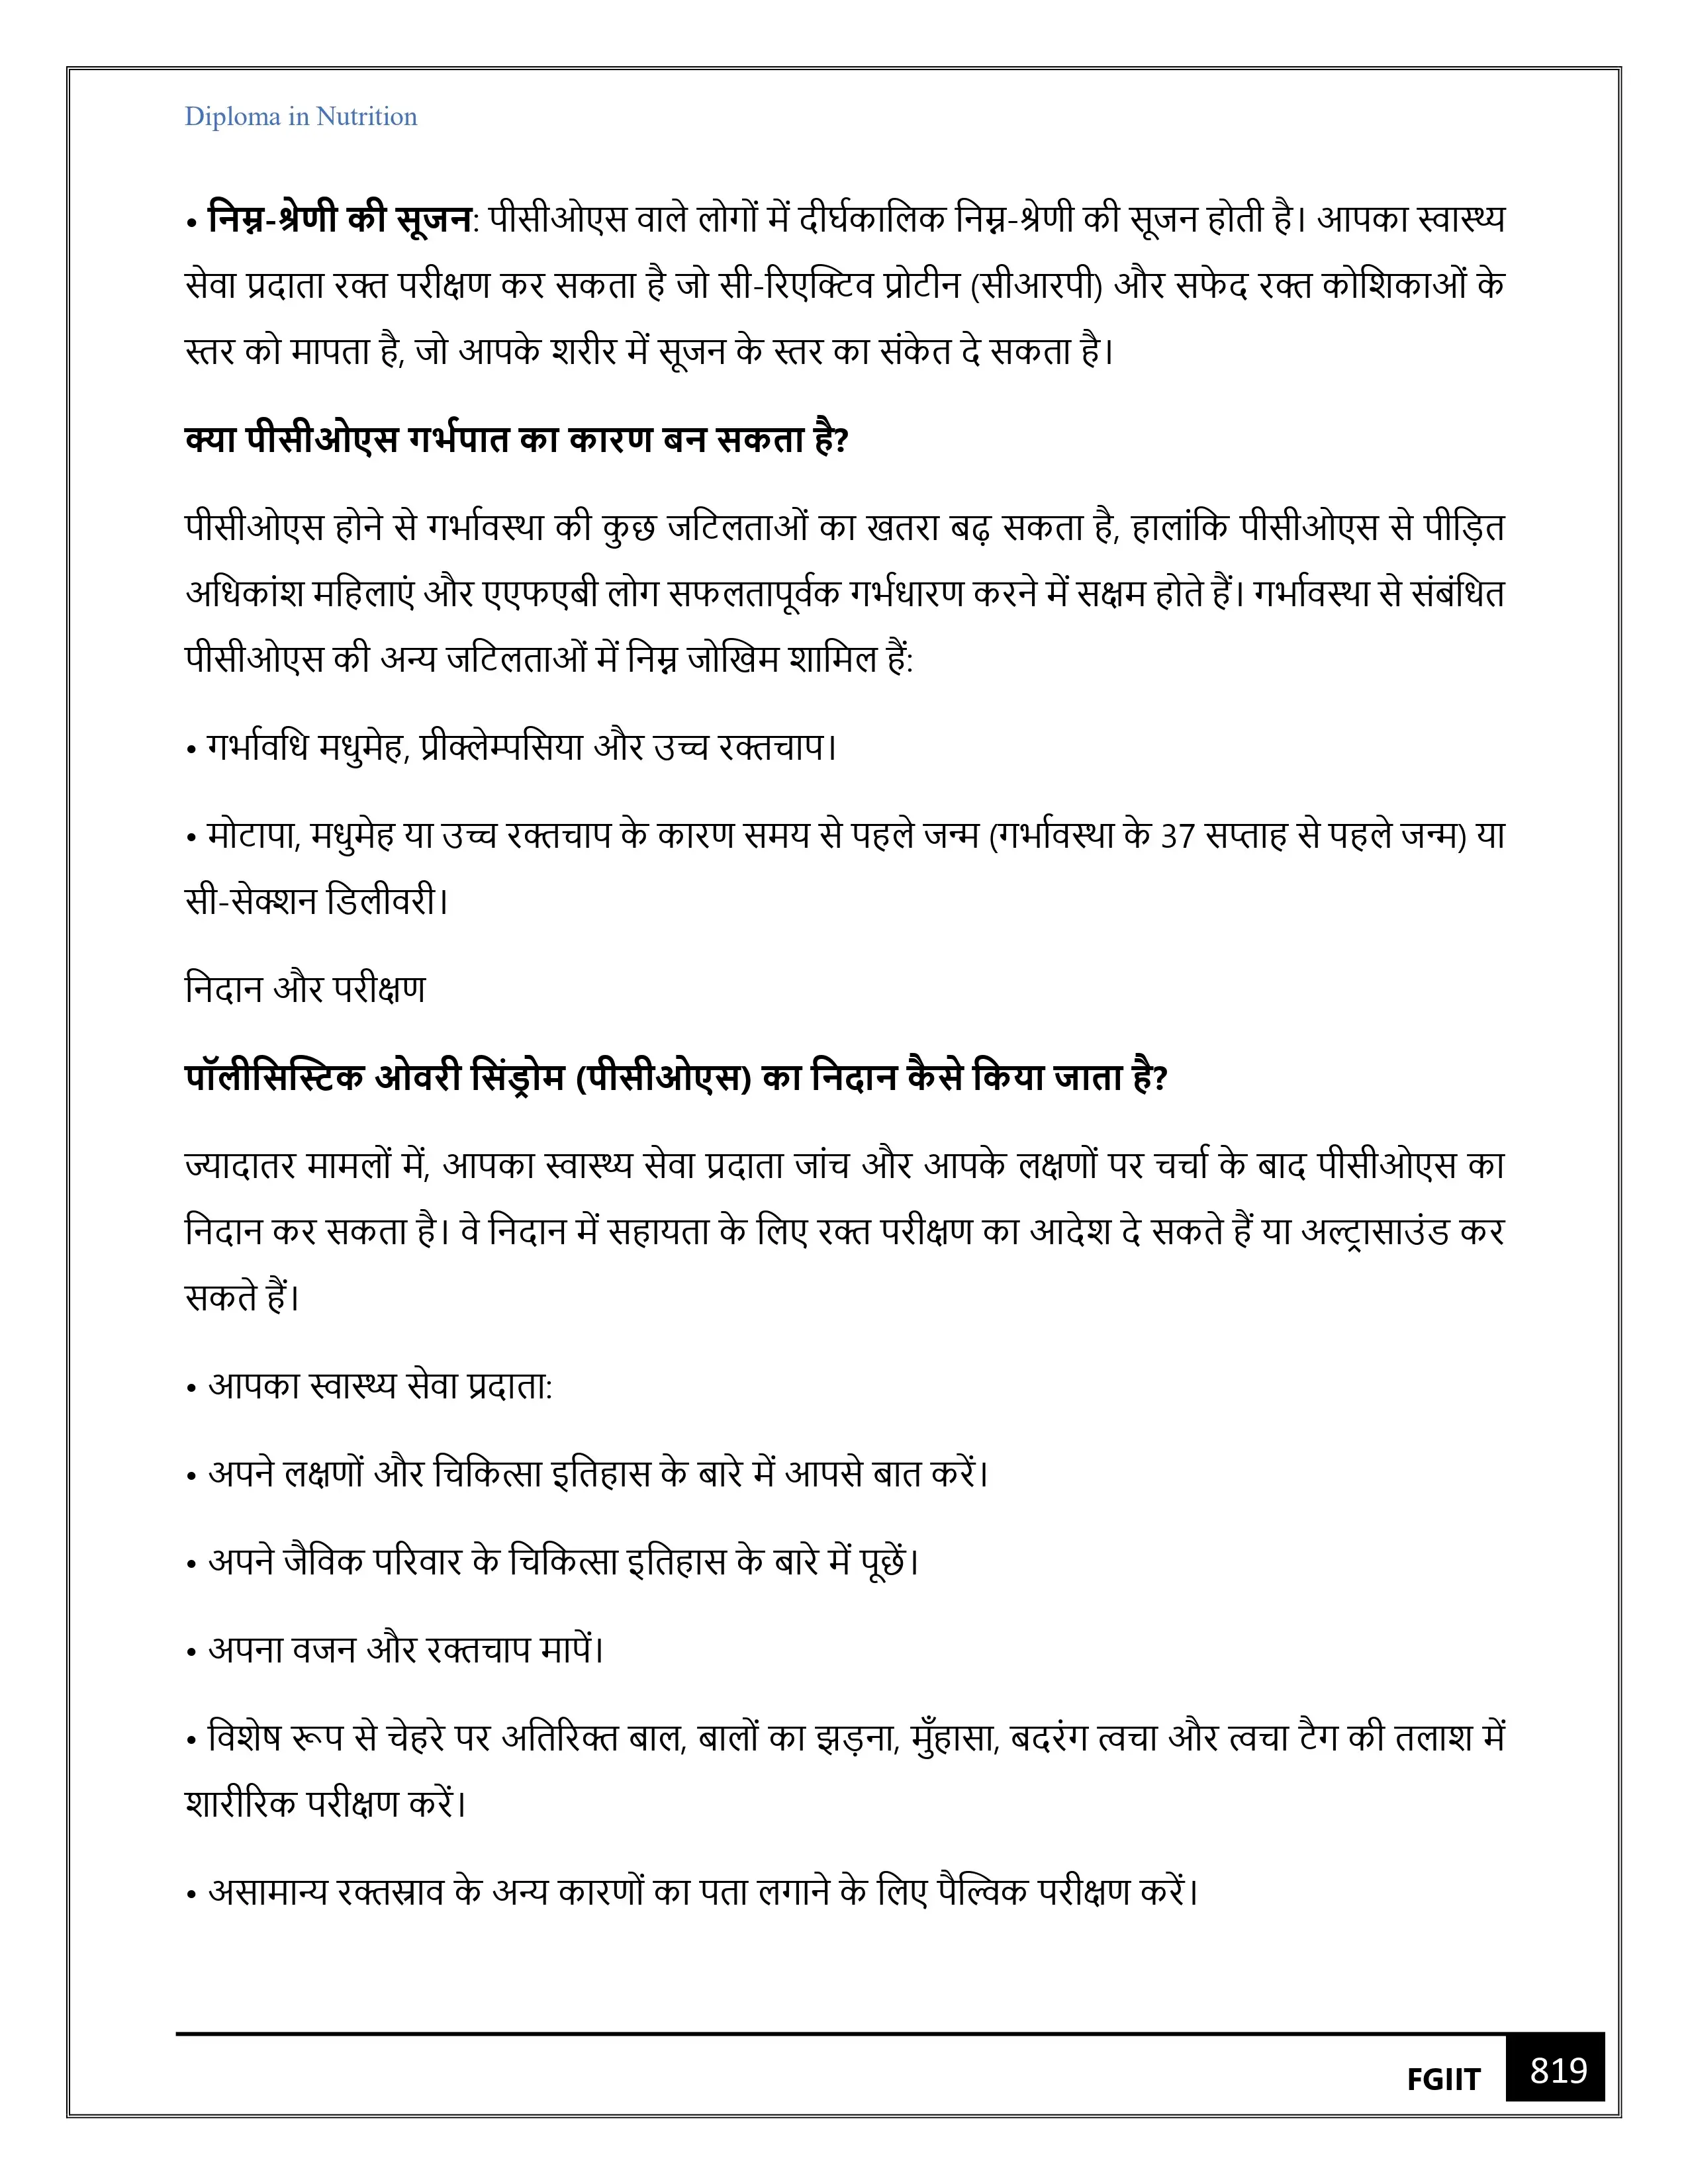 Diploma in Nutrition
• निम्न-श्रेणी की सूजन: पीसीओएस वाले लोगों में दीर्घकालिक निम्न-श्रेणी की सूजन होती है। आपका स्वास्थ्य
सेवा प्रदाता रक्त परीक्षण कर सकता है जो सी-रिएक्टिव प्रोटीन (सीआरपी) और सफेद रक्त कोशिकाओं के
स्तर को मापता है, जो आपके शरीर में सूजन के स्तर का संकेत दे सकता है।
क्या पीसीओएस गर्भपात का कारण बन सकता है?
पीसीओएस होने से गर्भावस्था की कुछ जटिलताओं का खतरा बढ़ सकता है, हालांकि पीसीओएस से पीड़ित
अधिकांश महिलाएं और एएफएबी लोग सफलतापूर्वक गर्भधारण करने में सक्षम होते हैं। गर्भावस्था से संबंधित
पीसीओएस की अन्य जटिलताओं में निम्न जोखिम शामिल हैं:
• गर्भावधि मधुमेह, प्रीक्लेम्पसिया और उच्च रक्तचाप।
• मोटापा, मधुमेह या उच्च रक्तचाप के कारण समय से पहले जन्म (गर्भावस्था के 37 सप्ताह से पहले जन्म) या
सी-सेक्शन डिलीवरी।
निदान और परीक्षण
पॉलीसिस्टिक ओवरी सिंड्रोम (पीसीओएस) का निदान कैसे किया जाता है?
ज्यादातर मामलों में, आपका स्वास्थ्य सेवा प्रदाता जांच और आपके लक्षणों पर चर्चा के बाद पीसीओएस का
निदान कर सकता है। वे निदान में सहायता के लिए रक्त परीक्षण का आदेश दे सकते हैं या अल्ट्रासाउंड कर
सकते हैं।
• आपका स्वास्थ्य सेवा प्रदाता:
• अपने लक्षणों और चिकित्सा इतिहास के बारे में आपसे बात करें।
• अपने जैविक परिवार के चिकित्सा इतिहास के बारे में पूछें।
• अपना वजन और रक्तचाप मापें।
• विशेष रूप से चेहरे पर अतिरिक्त बाल, बालों का झड़ना, मुँहासा, बदरंग त्वचा और त्वचा टैग की तलाश में
शारीरिक परीक्षण करें।
• असामान्य रक्तस्राव के अन्य कारणों का पता लगाने के लिए पैल्विक परीक्षण करें।
FGIIT 819